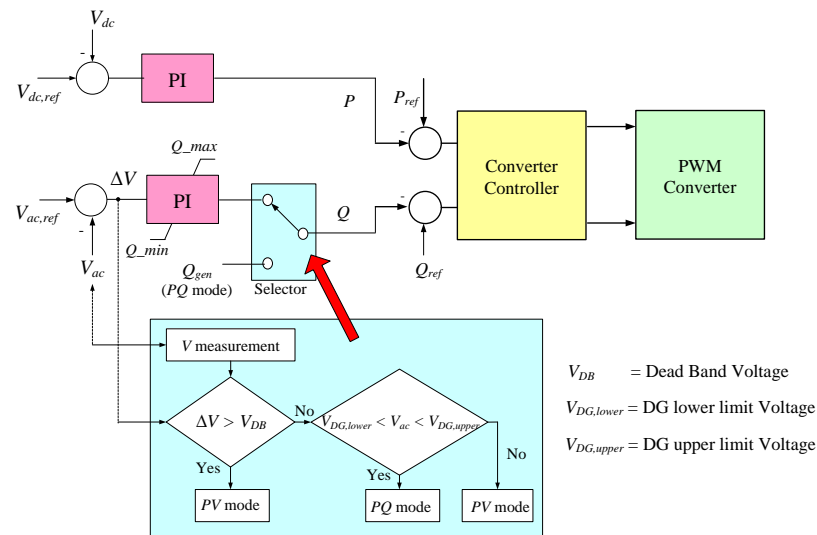 V_dc
-
V_dc,ref
PI
P
P_ref
-
Q_max
ΔV
V_ac,ref
PI
-
Q_min
V_ac
Q
-
Q_ref
Q_gen
(PQ mode)
Selector
Converter
Controller
PWM
Converter
V measurement
ΔV > V_DB
No
V_DG,lower < V_ac < V_DG,upper
No
Yes
Yes
PV mode
PQ mode
PV mode
V_DB = Dead Band Voltage
V_DG,lower = DG lower limit Voltage
V_DG,upper = DG upper limit Voltage